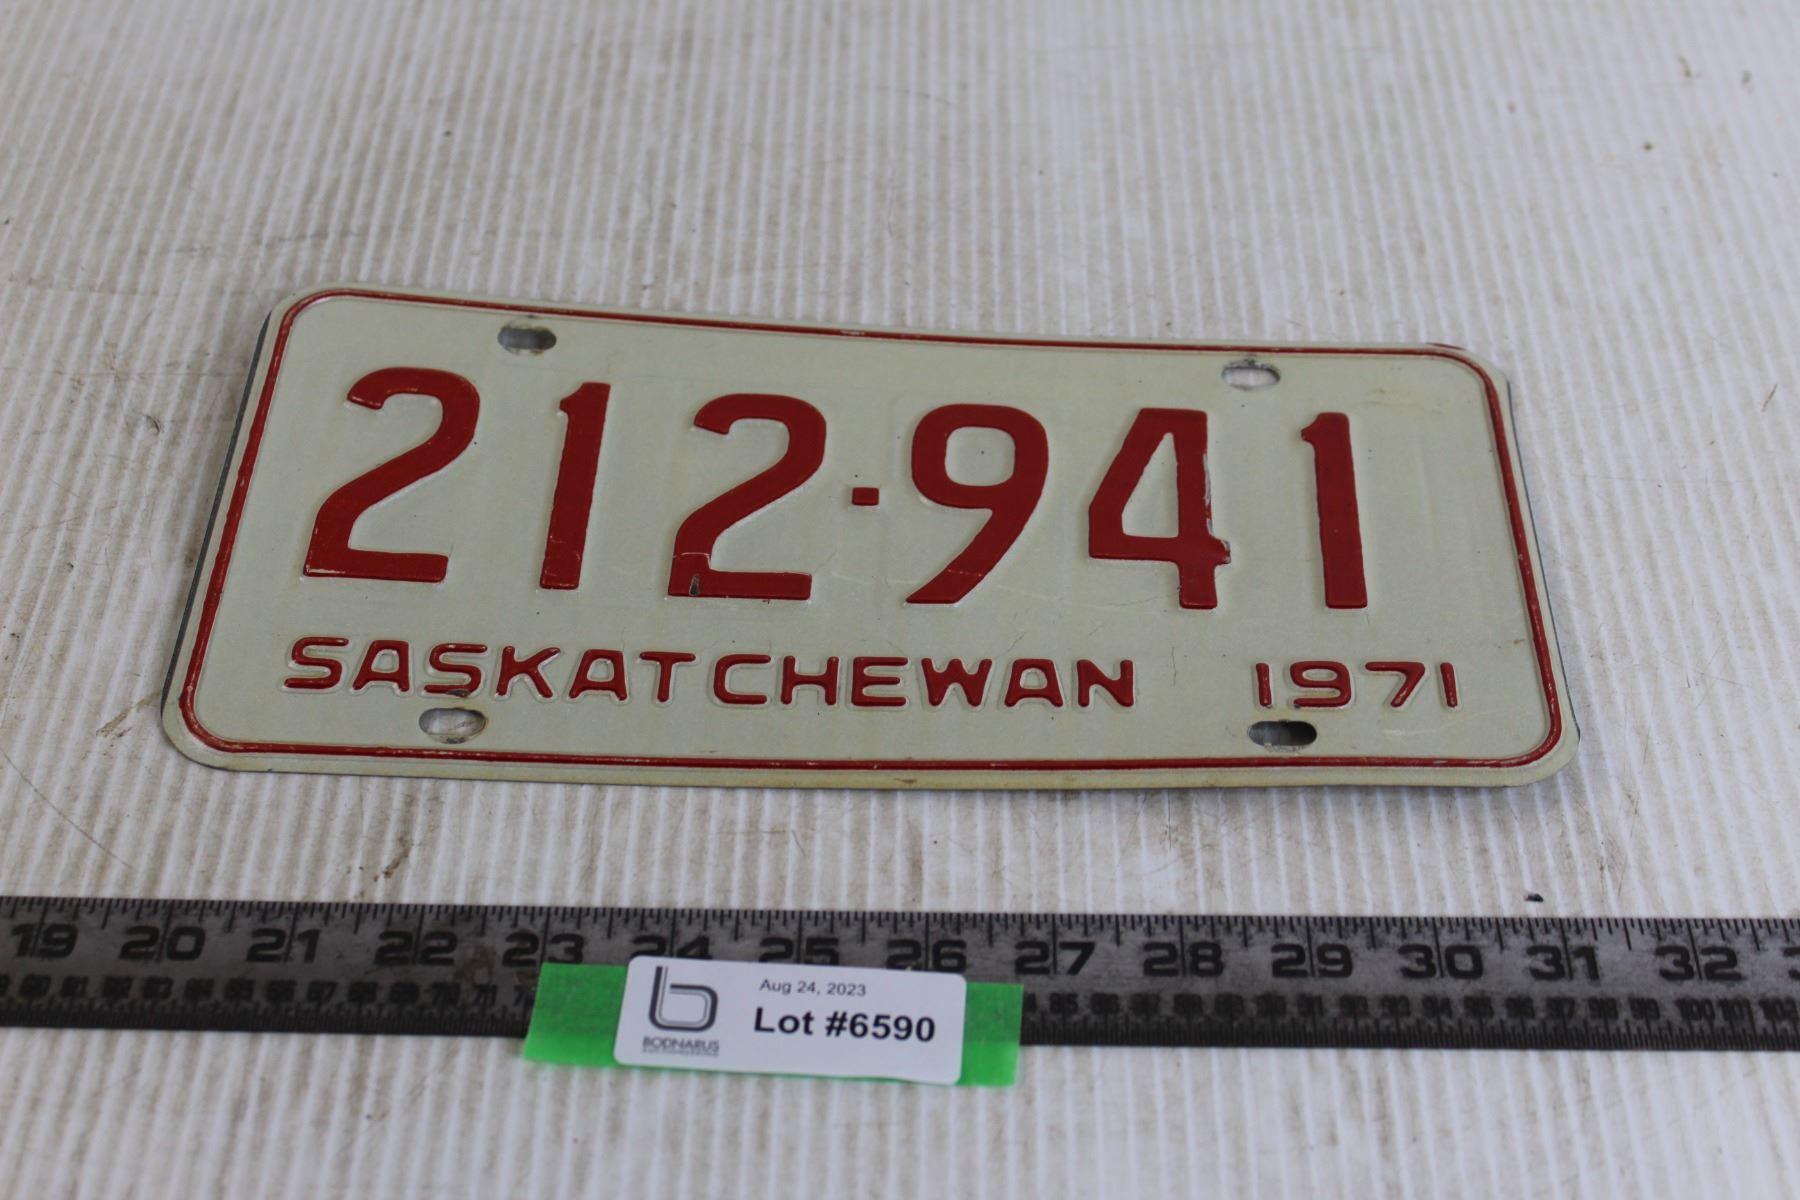 212·941
SASKATCHEWAN 1971
19 20 21 22 23 24 25 26 27 28 29 30 31 32
Aug 24, 2023
Lot #6590
BODNARUS
AUCTIONEERING